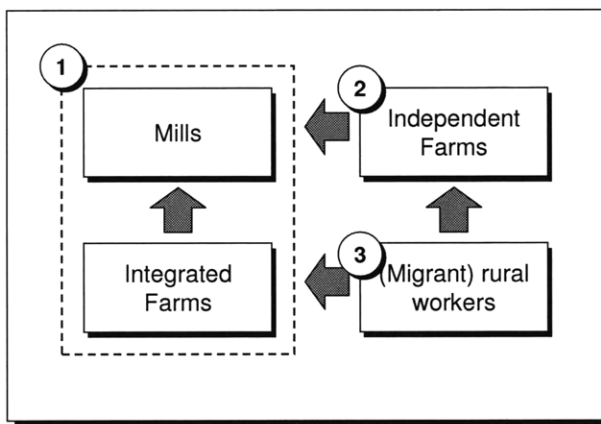 1
Mills
2
Independent
Farms
Integrated
Farms
3
(Migrant) rural
workers